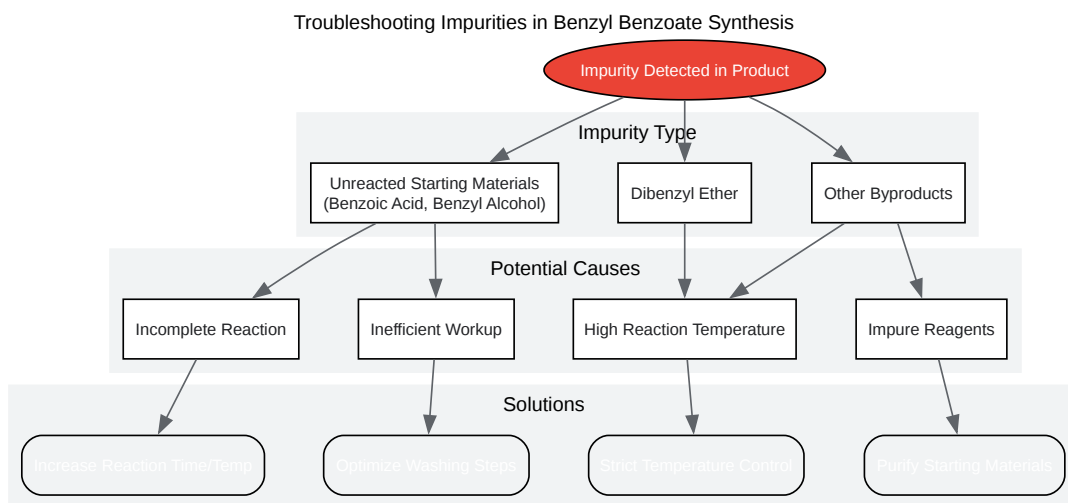 Troubleshooting Impurities in Benzyl Benzoate Synthesis
Impurity Detected in Product
Impurity Type
Unreacted Starting Materials
(Benzoic Acid, Benzyl Alcohol)
Dibenzyl Ether
Other Byproducts
Potential Causes
Incomplete Reaction
Inefficient Workup
High Reaction Temperature
Impure Reagents
Solutions
Increase Reaction Time/Temp
Optimize Washing Steps
Strict Temperature Control
Purify Starting Materials